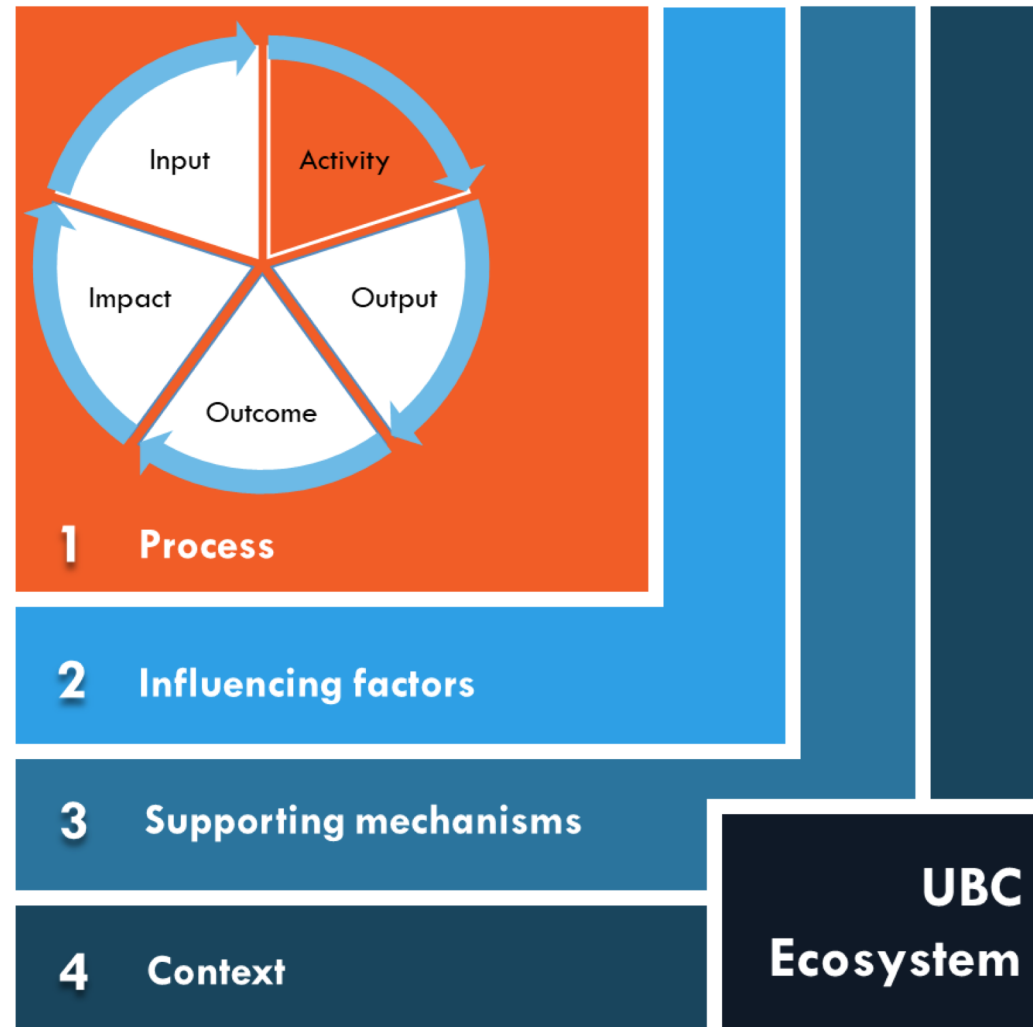 Input
Activity
Impact
Output
Outcome
1 Process
2 Influencing factors
3 Supporting mechanisms
4 Context
UBC
Ecosystem